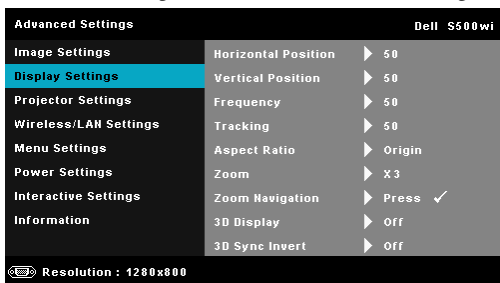 Advanced Settings Dell S500wi
Image Settings
Display Settings
Projector Settings
Wireless/LAN Settings
Menu Settings
Power Settings
Interactive Settings
Information
Horizontal Position 50
Vertical Position 50
Frequency 50
Tracking 50
Aspect Ratio Origin
Zoom X3
Zoom Navigation Press ✓
3D Display Off
3D Sync Invert Off
Resolution : 1280x800